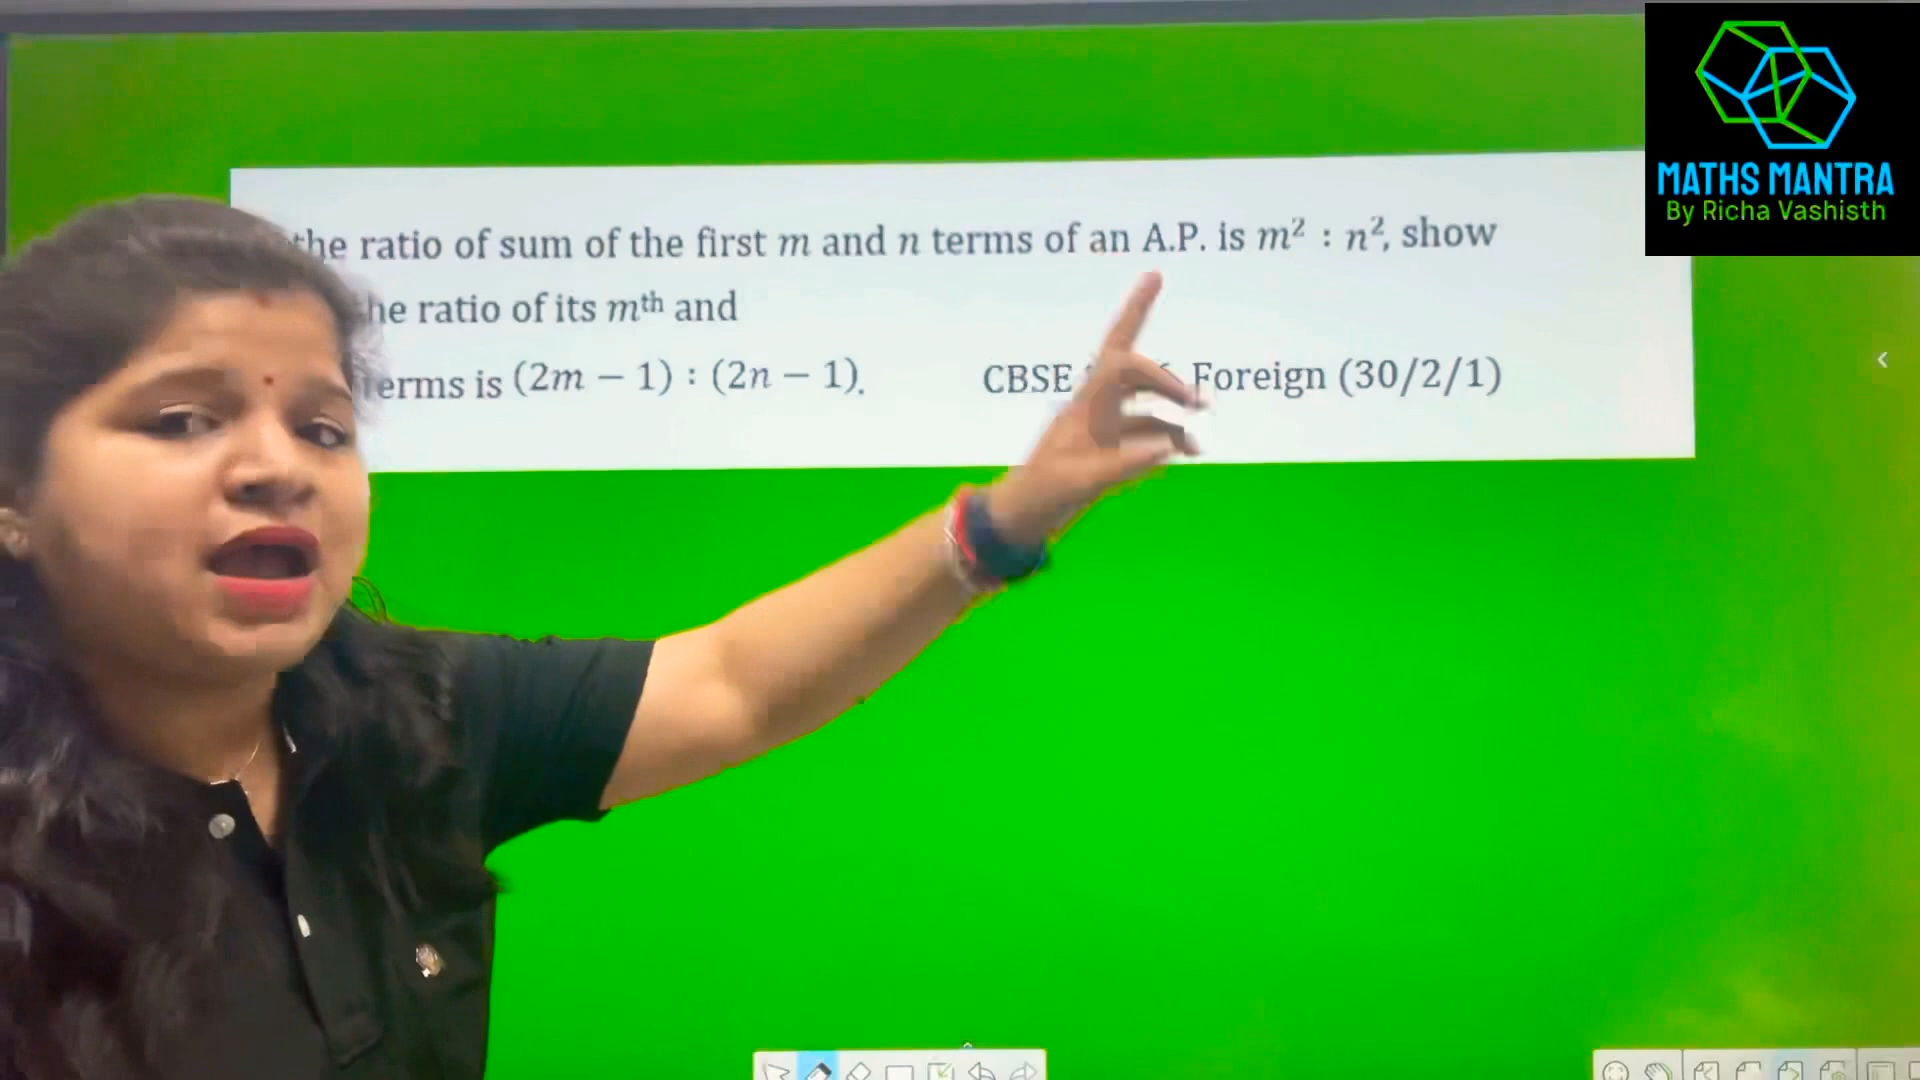 the ratio of sum of the first m and n terms of an A.P. is m² : n², show
he ratio of its mᵗʰ and
terms is (2m − 1) : (2n − 1). CBSE Foreign (30/2/1)
MATHS MANTRA
By Richa Vashisth